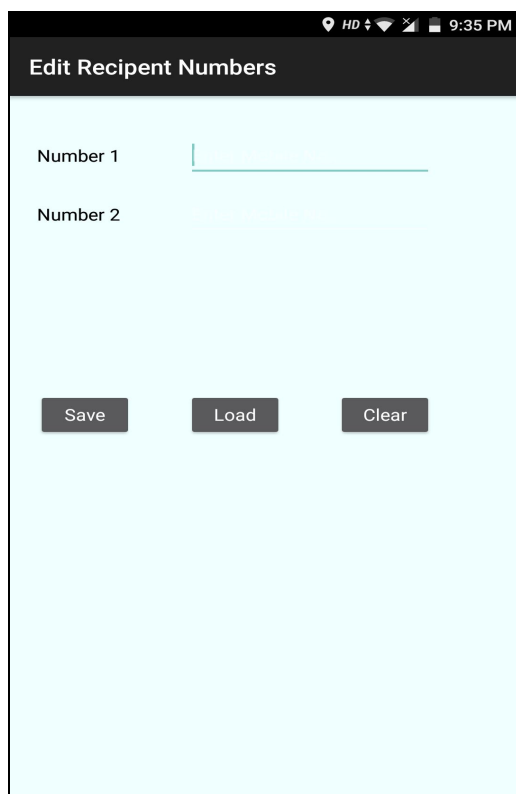 HD 9:35 PM
Edit Recipent Numbers
Number 1
Number 2
Save Load Clear